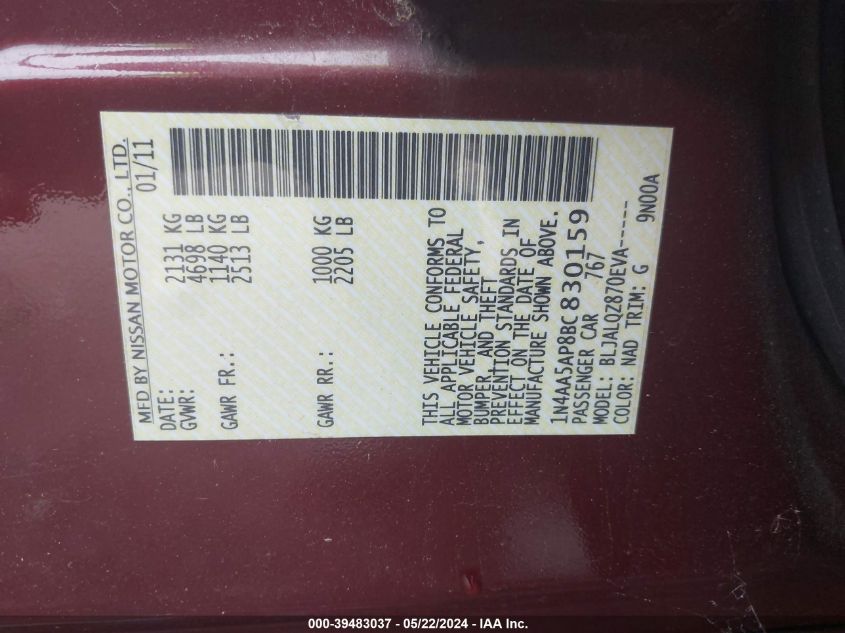 MFD BY NISSAN MOTOR CO., LTD.
DATE: 01/11
GVWR: 2131 KG
4698 LB
GAWR FR.: 1140 KG
2513 LB
GAWR RR.: 1000 KG
2205 LB
THIS VEHICLE CONFORMS TO
ALL APPLICABLE FEDERAL
MOTOR VEHICLE SAFETY,
BUMPER, AND THEFT
PREVENTION STANDARDS IN
EFFECT ON THE DATE OF
MANUFACTURE SHOWN ABOVE.
1N4AA5AP8BC830159
PASSENGER CAR 767
MODEL: BLJALQZ870EVA-----
COLOR: NAD TRIM: G 9N00A
000-39483037 - 05/22/2024 - IAA Inc.